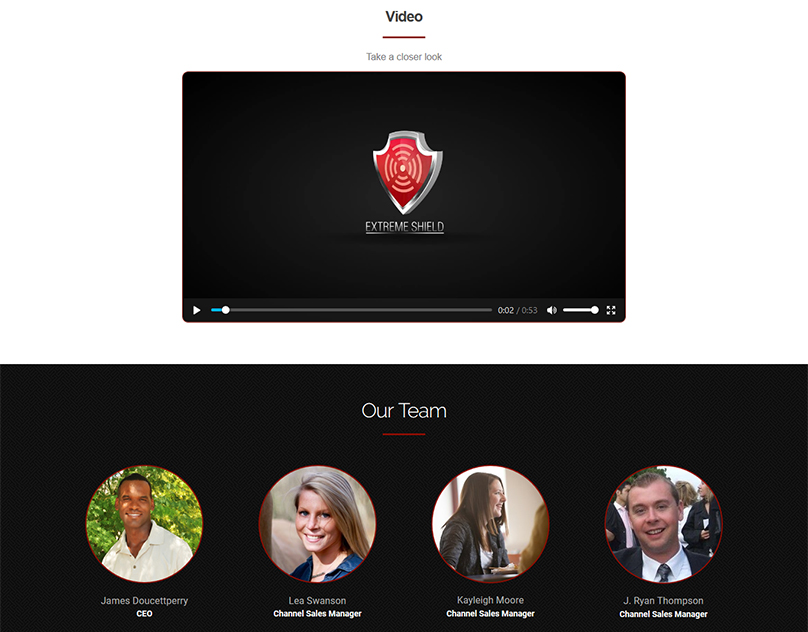 Video
Take a closer look
EXTREME SHIELD
0:02 / 0:53
Our Team
James Doucettperry
CEO
Lea Swanson
Channel Sales Manager
Kayleigh Moore
Channel Sales Manager
J. Ryan Thompson
Channel Sales Manager